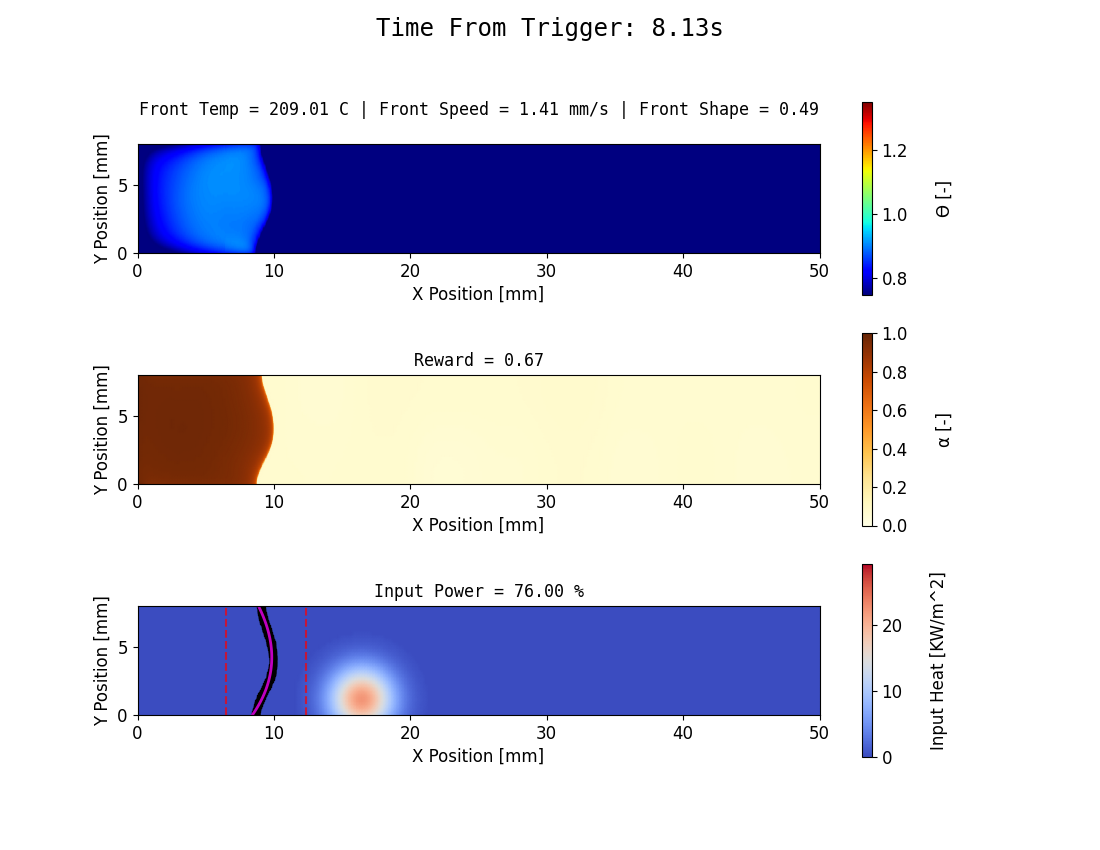 Time From Trigger: 8.13s
Front Temp = 209.01 C | Front Speed = 1.41 mm/s | Front Shape = 0.49
Y Position [mm]
5
0
0 10 20 30 40 50
X Position [mm]
1.2
1.0
0.8
Θ [-]
Reward = 0.67
Y Position [mm]
5
0
0 10 20 30 40 50
X Position [mm]
1.0
0.8
0.6
0.4
0.2
0.0
α [-]
Input Power = 76.00 %
Y Position [mm]
5
0
0 10 20 30 40 50
X Position [mm]
20
10
0
Input Heat [KW/m^2]